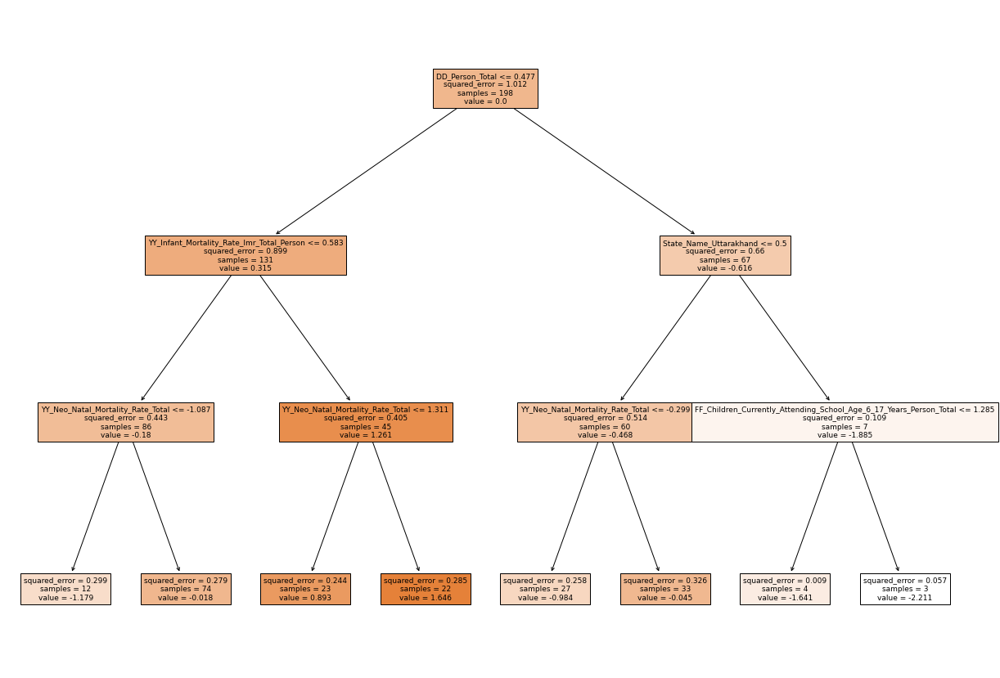 DD_Person_Total <= 0.477
squared_error = 1.012
samples = 198
value = 0.0
YY_Infant_Mortality_Rate_Imr_Total_Person <= 0.583
squared_error = 0.899
samples = 131
value = 0.315
State_Name_Uttarakhand <= 0.5
squared_error = 0.66
samples = 67
value = -0.616
YY_Neo_Natal_Mortality_Rate_Total <= -1.087
squared_error = 0.443
samples = 86
value = -0.18
YY_Neo_Natal_Mortality_Rate_Total <= 1.311
squared_error = 0.405
samples = 45
value = 1.261
YY_Neo_Natal_Mortality_Rate_Total <= -0.299
squared_error = 0.514
samples = 60
value = -0.468
FF_Children_Currently_Attending_School_Age_6_17_Years_Person_Total <= 1.285
squared_error = 0.109
samples = 7
value = -1.885
squared_error = 0.299
samples = 12
value = -1.179
squared_error = 0.279
samples = 74
value = -0.018
squared_error = 0.244
samples = 23
value = 0.893
squared_error = 0.285
samples = 22
value = 1.646
squared_error = 0.258
samples = 27
value = -0.984
squared_error = 0.326
samples = 33
value = -0.045
squared_error = 0.009
samples = 4
value = -1.641
squared_error = 0.057
samples = 3
value = -2.211